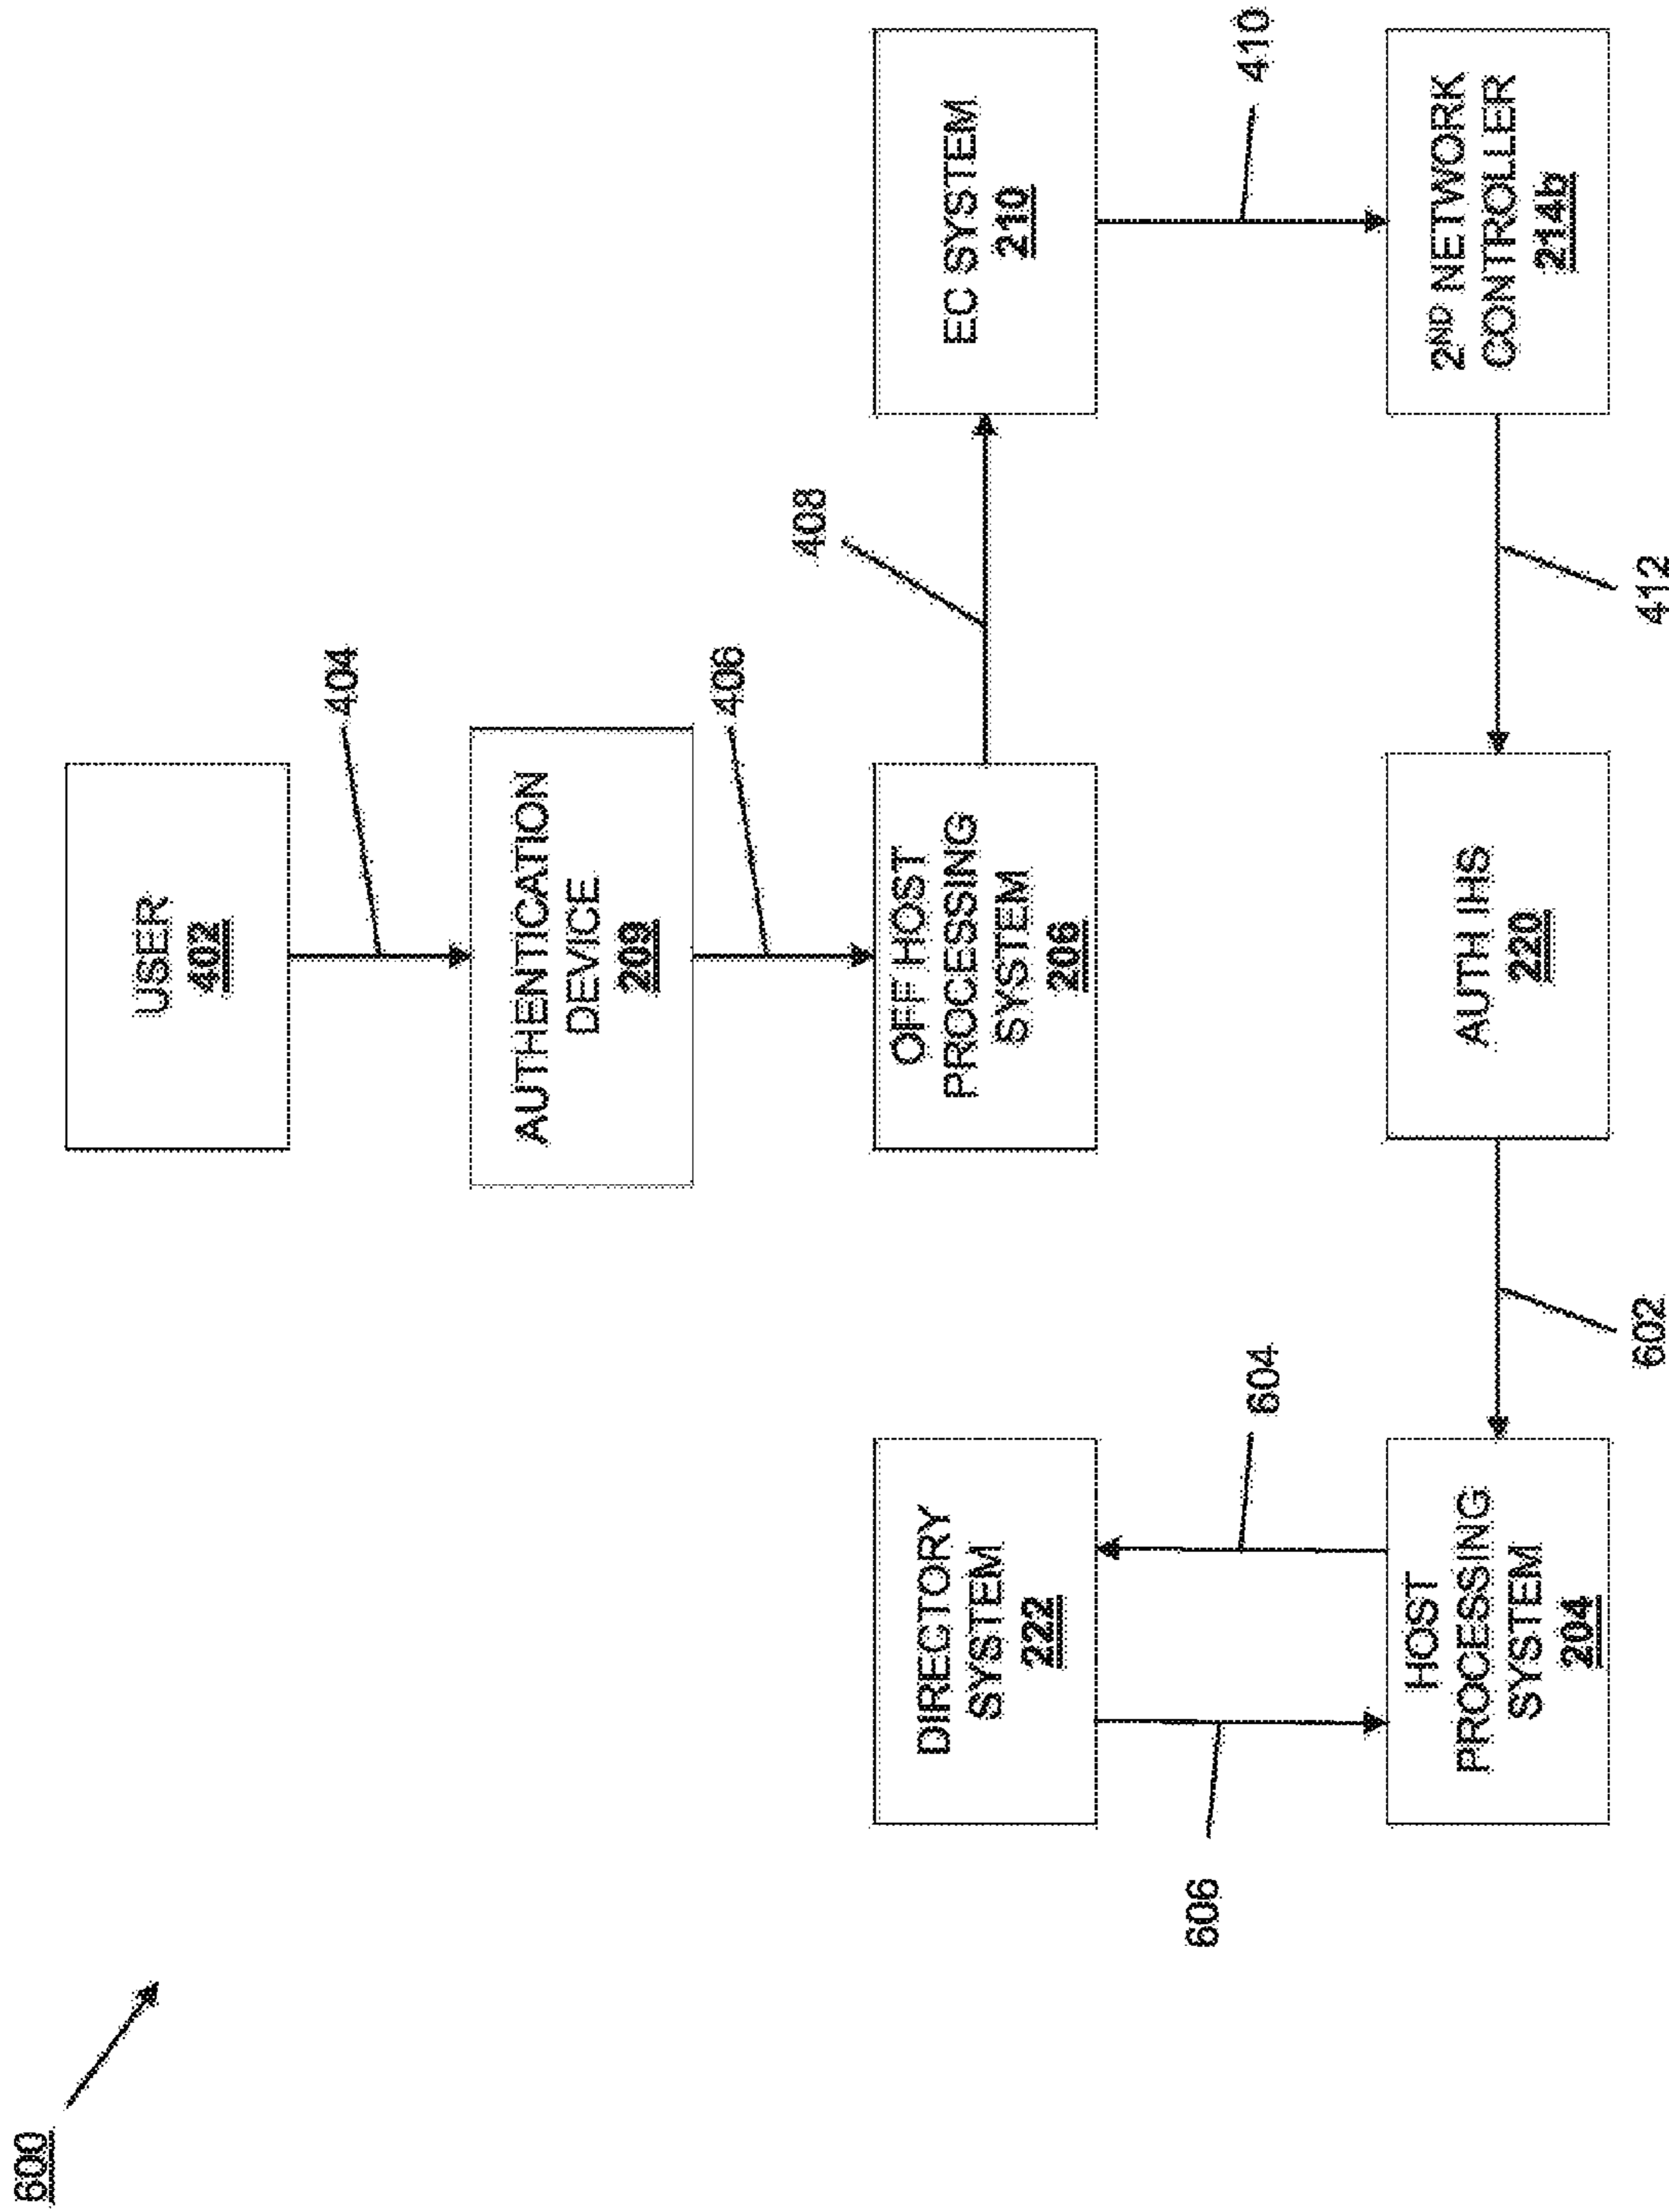 600
USER
402
404
AUTHENTICATION
DEVICE
209
406
408
DIRECTORY
SYSTEM
222
OFF HOST
PROCESSING
SYSTEM
206
EC SYSTEM
210
606
604
410
HOST
PROCESSING
SYSTEM
204
AUTH IHS
220
2ND NETWORK
CONTROLLER
214b
602
412